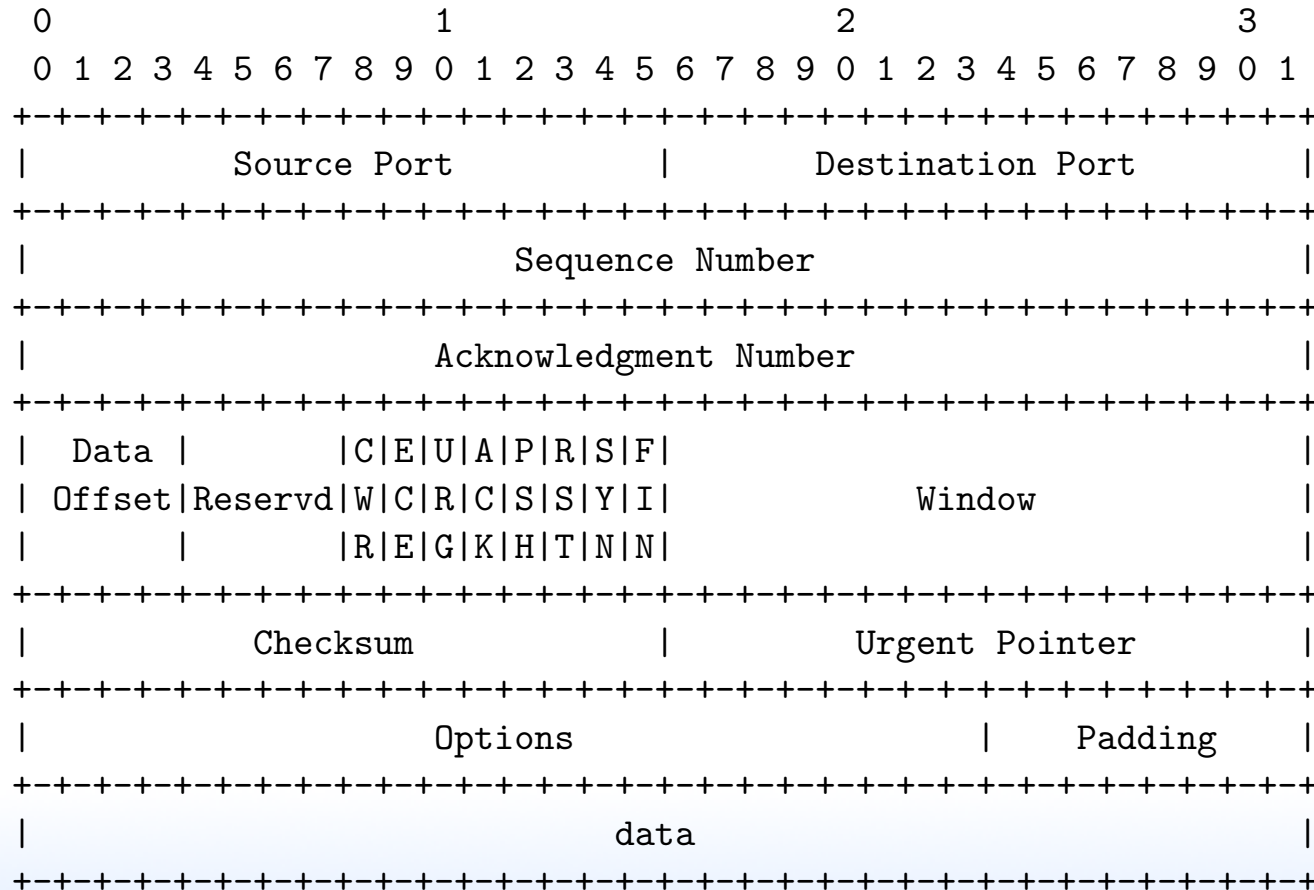 0                   1                   2                   3
 0 1 2 3 4 5 6 7 8 9 0 1 2 3 4 5 6 7 8 9 0 1 2 3 4 5 6 7 8 9 0 1
+-+-+-+-+-+-+-+-+-+-+-+-+-+-+-+-+-+-+-+-+-+-+-+-+-+-+-+-+-+-+-+-+
|          Source Port          |       Destination Port        |
+-+-+-+-+-+-+-+-+-+-+-+-+-+-+-+-+-+-+-+-+-+-+-+-+-+-+-+-+-+-+-+-+
|                        Sequence Number                        |
+-+-+-+-+-+-+-+-+-+-+-+-+-+-+-+-+-+-+-+-+-+-+-+-+-+-+-+-+-+-+-+-+
|                    Acknowledgment Number                      |
+-+-+-+-+-+-+-+-+-+-+-+-+-+-+-+-+-+-+-+-+-+-+-+-+-+-+-+-+-+-+-+-+
|  Data |       |C|E|U|A|P|R|S|F|                               |
| Offset|Reservd|W|C|R|C|S|S|Y|I|            Window             |
|       |       |R|E|G|K|H|T|N|N|                               |
+-+-+-+-+-+-+-+-+-+-+-+-+-+-+-+-+-+-+-+-+-+-+-+-+-+-+-+-+-+-+-+-+
|           Checksum            |         Urgent Pointer        |
+-+-+-+-+-+-+-+-+-+-+-+-+-+-+-+-+-+-+-+-+-+-+-+-+-+-+-+-+-+-+-+-+
|                    Options                    |    Padding    |
+-+-+-+-+-+-+-+-+-+-+-+-+-+-+-+-+-+-+-+-+-+-+-+-+-+-+-+-+-+-+-+-+
|                             data                              |
+-+-+-+-+-+-+-+-+-+-+-+-+-+-+-+-+-+-+-+-+-+-+-+-+-+-+-+-+-+-+-+-+